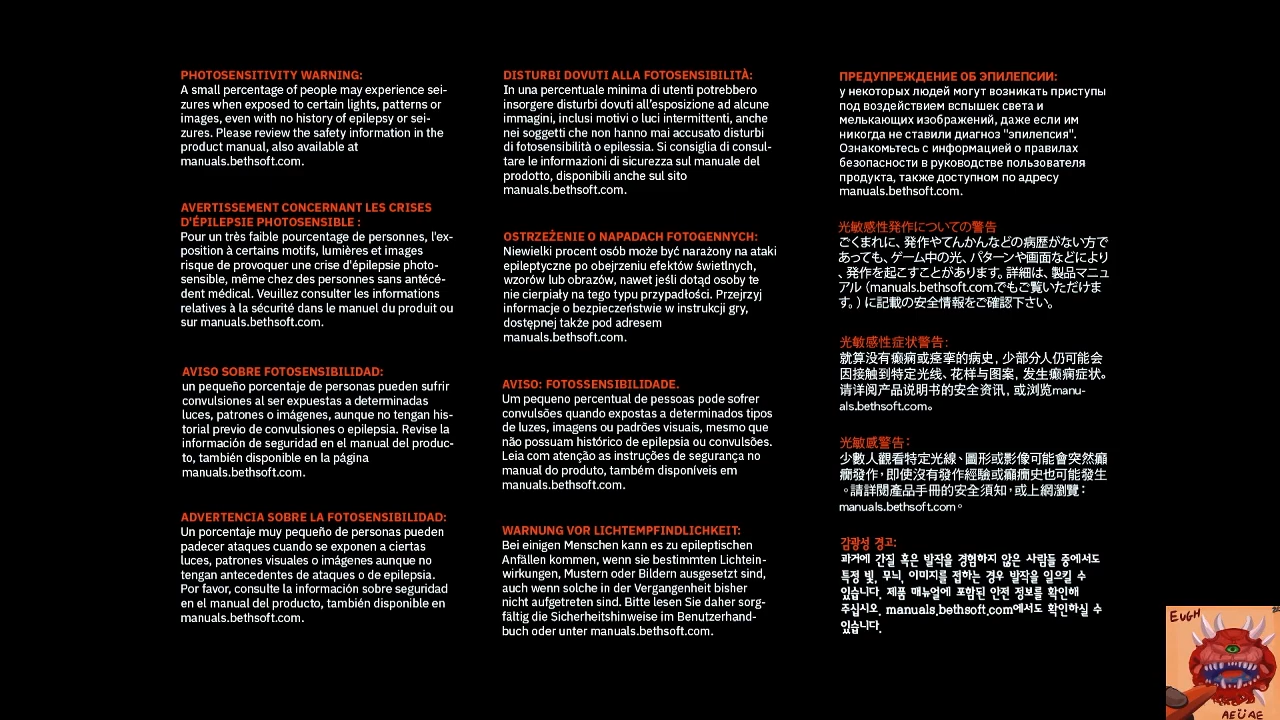 PHOTOSENSITIVITY WARNING:
A small percentage of people may experience sei-
zures when exposed to certain lights, patterns or
images, even with no history of epilepsy or sei-
zures. Please review the safety information in the
product manual, also available at
manuals.bethsoft.com.
AVERTISSEMENT CONCERNANT LES CRISES
D'ÉPILEPSIE PHOTOSENSIBLE :
Pour un très faible pourcentage de personnes, l'ex-
position à certains motifs, lumières et images
risque de provoquer une crise d'épilepsie photo-
sensible, même chez des personnes sans antécé-
dent médical. Veuillez consulter les informations
relatives à la sécurité dans le manuel du produit ou
sur manuals.bethsoft.com.
AVISO SOBRE FOTOSENSIBILIDAD:
un pequeño porcentaje de personas pueden sufrir
convulsiones al ser expuestas a determinadas
luces, patrones o imágenes, aunque no tengan his-
torial previo de convulsiones o epilepsia. Revise la
información de seguridad en el manual del produc-
to, también disponible en la página
manuals.bethsoft.com.
ADVERTENCIA SOBRE LA FOTOSENSIBILIDAD:
Un porcentaje muy pequeño de personas pueden
padecer ataques cuando se exponen a ciertas
luces, patrones visuales o imágenes aunque no
tengan antecedentes de ataques o de epilepsia.
Por favor, consulte la información sobre seguridad
en el manual del producto, también disponible en
manuals.bethsoft.com.
DISTURBI DOVUTI ALLA FOTOSENSIBILITÀ:
In una percentuale minima di utenti potrebbero
insorgere disturbi dovuti all'esposizione ad alcune
immagini, inclusi motivi o luci intermittenti, anche
nei soggetti che non hanno mai accusato disturbi
di fotosensibilità o epilessia. Si consiglia di consul-
tare le informazioni di sicurezza sul manuale del
prodotto, disponibili anche sul sito
manuals.bethsoft.com.
OSTRZEŻENIE O NAPADACH FOTOGENNYCH:
Niewielki procent osób może być narażony na ataki
epileptyczne po obejrzeniu efektów świetlnych,
wzorów lub obrazów, nawet jeśli dotąd osoby te
nie cierpiały na tego typu przypadłości. Przejrzyj
informacje o bezpieczeństwie w instrukcji gry,
dostępnej także pod adresem
manuals.bethsoft.com.
AVISO: FOTOSSENSIBILIDADE.
Um pequeno percentual de pessoas pode sofrer
convulsões quando expostas a determinados tipos
de luzes, imagens ou padrões visuais, mesmo que
não possuam histórico de epilepsia ou convulsões.
Leia com atenção as instruções de segurança no
manual do produto, também disponíveis em
manuals.bethsoft.com.
WARNUNG VOR LICHTEMPFINDLICHKEIT:
Bei einigen Menschen kann es zu epileptischen
Anfällen kommen, wenn sie bestimmten Lichtein-
wirkungen, Mustern oder Bildern ausgesetzt sind,
auch wenn solche in der Vergangenheit bisher
nicht aufgetreten sind. Bitte lesen Sie daher sorg-
fältig die Sicherheitshinweise im Benutzerhand-
buch oder unter manuals.bethsoft.com.
ПРЕДУПРЕЖДЕНИЕ ОБ ЭПИЛЕПСИИ:
у некоторых людей могут возникать приступы
под воздействием вспышек света и
мелькающих изображений, даже если им
никогда не ставили диагноз "эпилепсия".
Ознакомьтесь с информацией о правилах
безопасности в руководстве пользователя
продукта, также доступном по адресу
manuals.bethsoft.com.
光敏感性発作についての警告
ごくまれに、発作やてんかんなどの病歴がない方で
あっても、ゲーム中の光、パターンや画面などにより
、発作を起こすことがあります。詳細は、製品マニュ
アル (manuals.bethsoft.comでもご覧いただけま
す。) に記載の安全情報をご確認下さい。
光敏感性症状警告:
就算没有癫痫或痉挛的病史，少部分人仍可能会
因接触到特定光线、花样与图案，发生癫痫症状。
请详阅产品说明书的安全资讯，或浏览manu-
als.bethsoft.com。
光敏感警告：
少數人觀看特定光線、圖形或影像可能會突然癲
癇發作，即使沒有發作經驗或癲癇史也可能發生
。請詳閱產品手冊的安全須知，或上網瀏覽：
manuals.bethsoft.com。
감광성 경고:
과거에 간질 혹은 발작을 경험하지 않은 사람들 중에서도
특정 빛, 무늬, 이미지를 접하는 경우 발작을 일으킬 수
있습니다. 제품 매뉴얼에 포함된 안전 정보를 확인해
주십시오. manuals.bethsoft.com에서도 확인하실 수
있습니다.
EUGH
AEÜAE